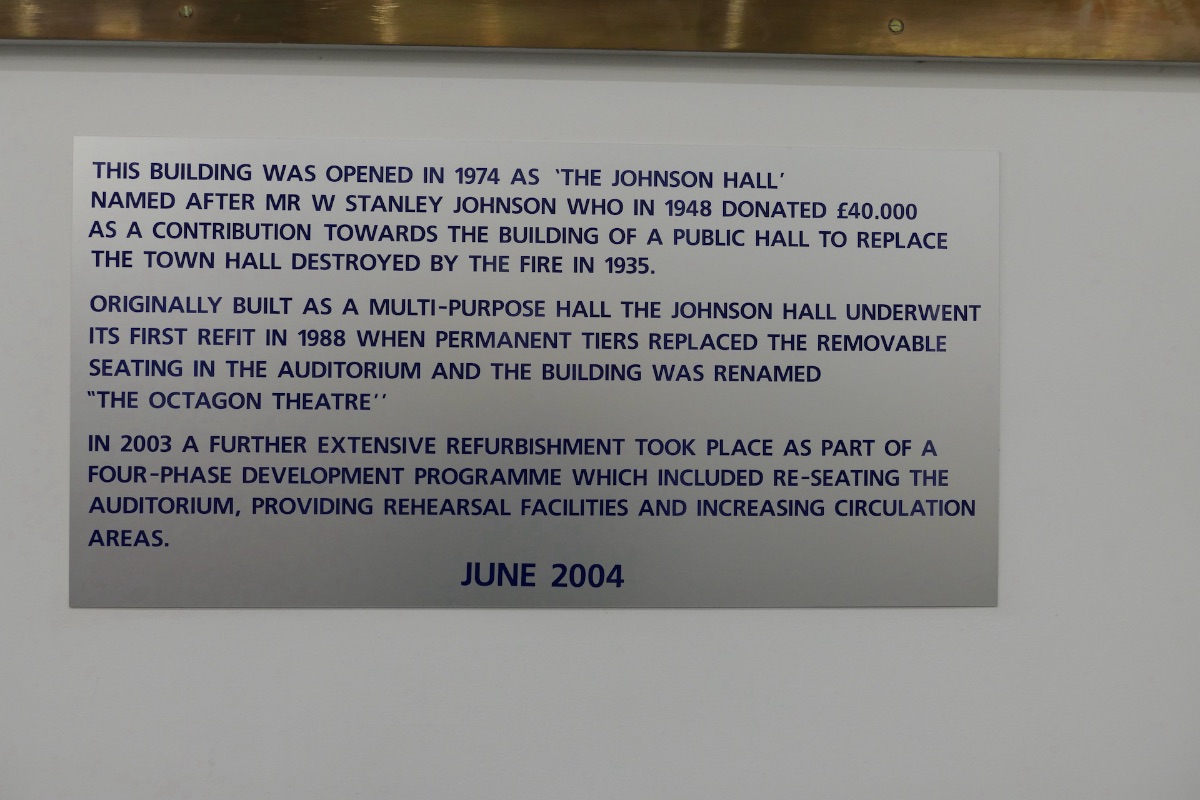 THIS BUILDING WAS OPENED IN 1974 AS ‘THE JOHNSON HALL’
NAMED AFTER MR W STANLEY JOHNSON WHO IN 1948 DONATED £40.000
AS A CONTRIBUTION TOWARDS THE BUILDING OF A PUBLIC HALL TO REPLACE
THE TOWN HALL DESTROYED BY THE FIRE IN 1935.
ORIGINALLY BUILT AS A MULTI-PURPOSE HALL THE JOHNSON HALL UNDERWENT
ITS FIRST REFIT IN 1988 WHEN PERMANENT TIERS REPLACED THE REMOVABLE
SEATING IN THE AUDITORIUM AND THE BUILDING WAS RENAMED
“THE OCTAGON THEATRE’’
IN 2003 A FURTHER EXTENSIVE REFURBISHMENT TOOK PLACE AS PART OF A
FOUR-PHASE DEVELOPMENT PROGRAMME WHICH INCLUDED RE-SEATING THE
AUDITORIUM, PROVIDING REHEARSAL FACILITIES AND INCREASING CIRCULATION
AREAS.
JUNE 2004